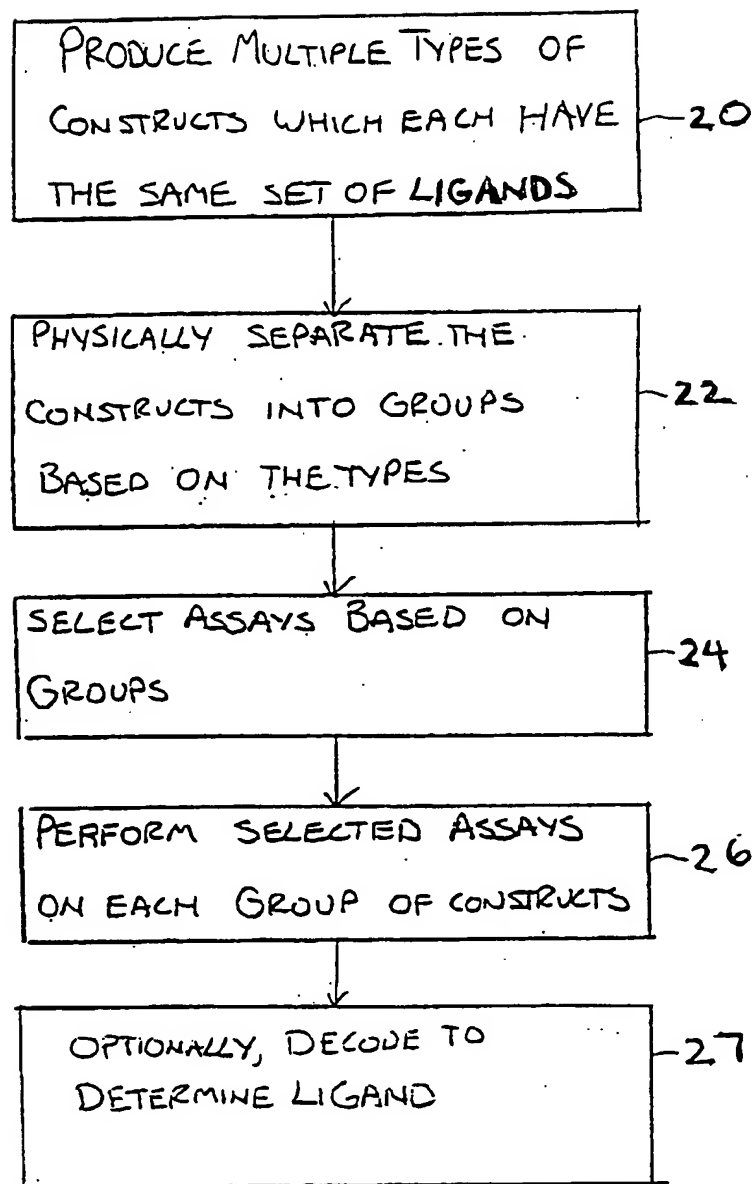 PRODUCE MULTIPLE TYPES OF
CONSTRUCTS WHICH EACH HAVE
THE SAME SET OF LIGANDS
20
PHYSICALLY SEPARATE THE
CONSTRUCTS INTO GROUPS
BASED ON THE TYPES
22
SELECT ASSAYS BASED ON
GROUPS
24
PERFORM SELECTED ASSAYS
ON EACH GROUP OF CONSTRUCTS
26
OPTIONALLY, DECODE TO
DETERMINE LIGAND
27